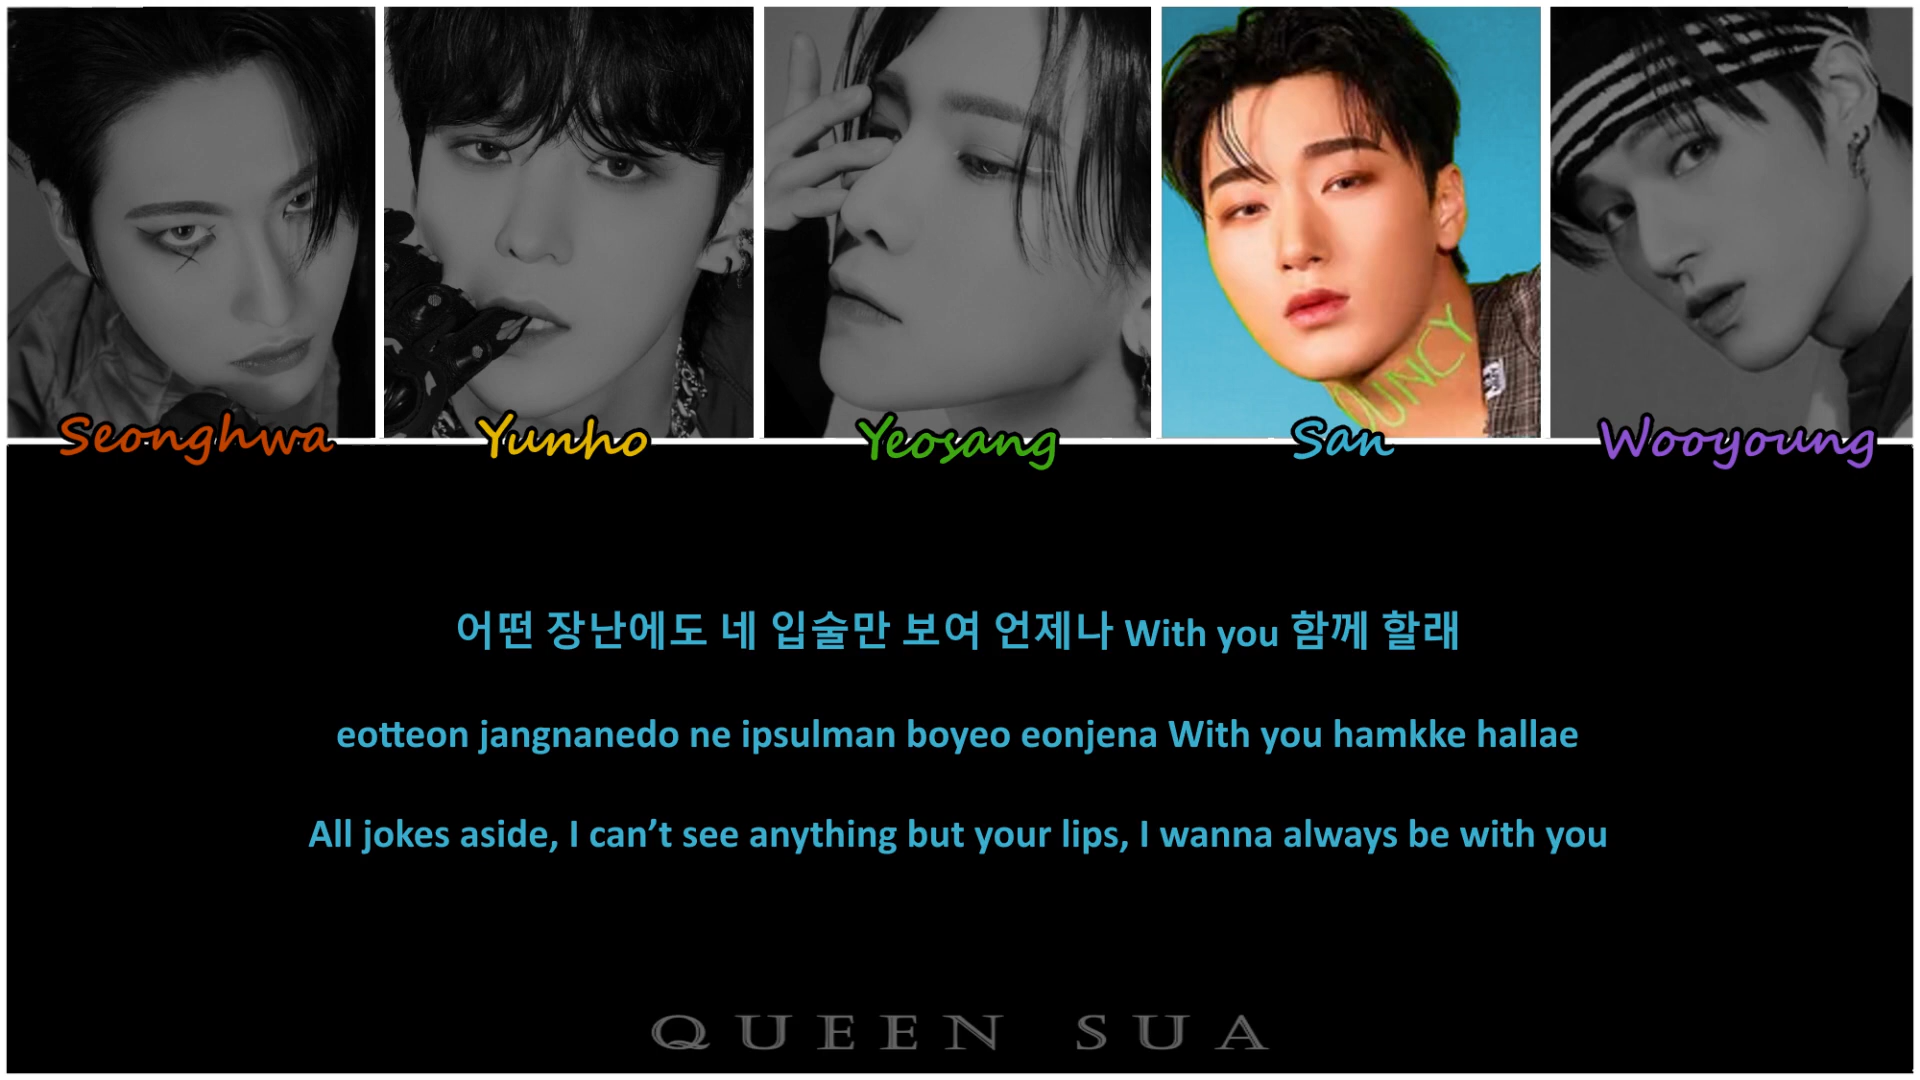 Seonghwa Yunho Yeosang San Wooyoung
OUNCY
어떤 장난에도 네 입술만 보여 언제나 With you 함께 할래
eotteon jangnanedo ne ipsulman boyeo eonjena With you hamkke hallae
All jokes aside, I can’t see anything but your lips, I wanna always be with you
QUEEN SUA